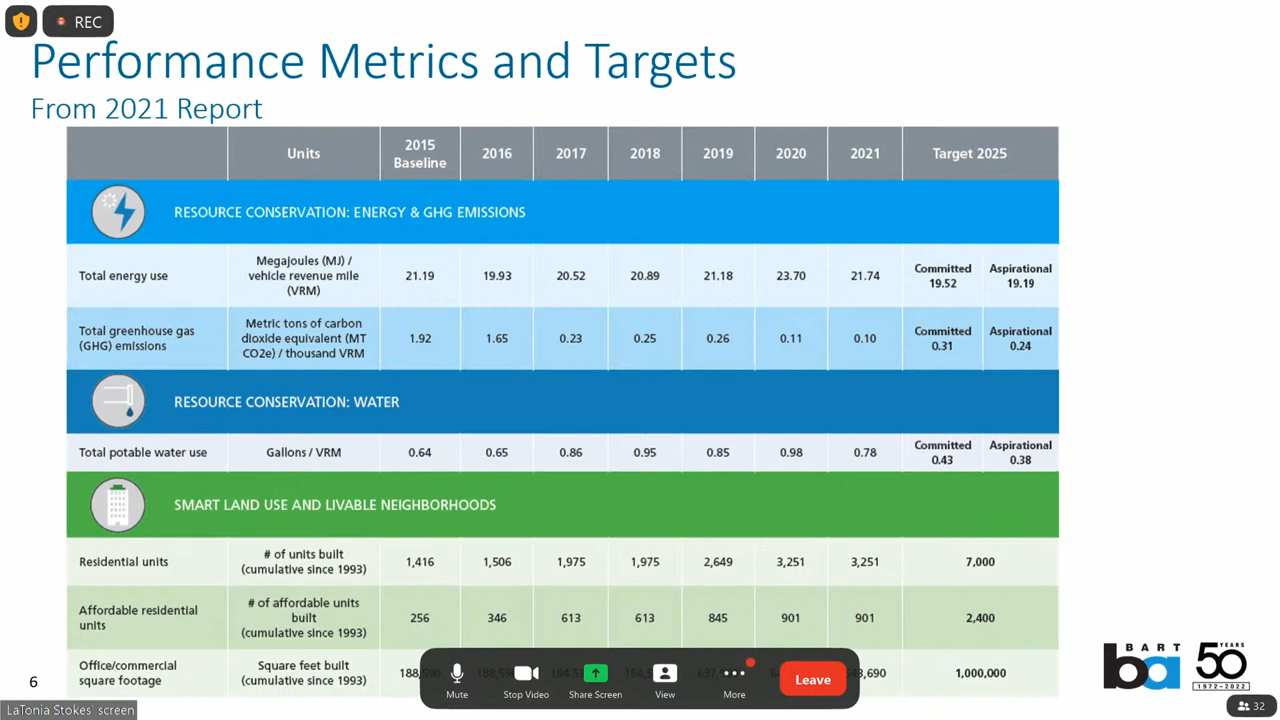 REC
Performance Metrics and Targets
From 2021 Report
Units
2015
Baseline
2016
2017
2018
2019
2020
2021
Target 2025
RESOURCE CONSERVATION: ENERGY & GHG EMISSIONS
Total energy use
Megajoules (MJ) /
vehicle revenue mile
(VRM)
21.19
19.93
20.52
20.89
21.18
23.70
21.74
Committed
19.52
Aspirational
19.19
Total greenhouse gas
(GHG) emissions
Metric tons of carbon
dioxide equivalent (MT
CO2e) / thousand VRM
1.92
1.65
0.23
0.25
0.26
0.11
0.10
Committed
0.31
Aspirational
0.24
RESOURCE CONSERVATION: WATER
Total potable water use
Gallons / VRM
0.64
0.65
0.86
0.95
0.85
0.98
0.78
Committed
0.43
Aspirational
0.38
SMART LAND USE AND LIVABLE NEIGHBORHOODS
Residential units
# of units built
(cumulative since 1993)
1,416
1,506
1,975
1,975
2,649
3,251
3,251
7,000
Affordable residential
units
# of affordable units
built
(cumulative since 1993)
256
346
613
613
845
901
901
2,400
Office/commercial
square footage
Square feet built
(cumulative since 1993)
1,000,000
Mute
Stop Video
Share Screen
View
More
Leave
6
BART
ba
50
YEARS
1972-2022
LaTonia Stokes' screen
32